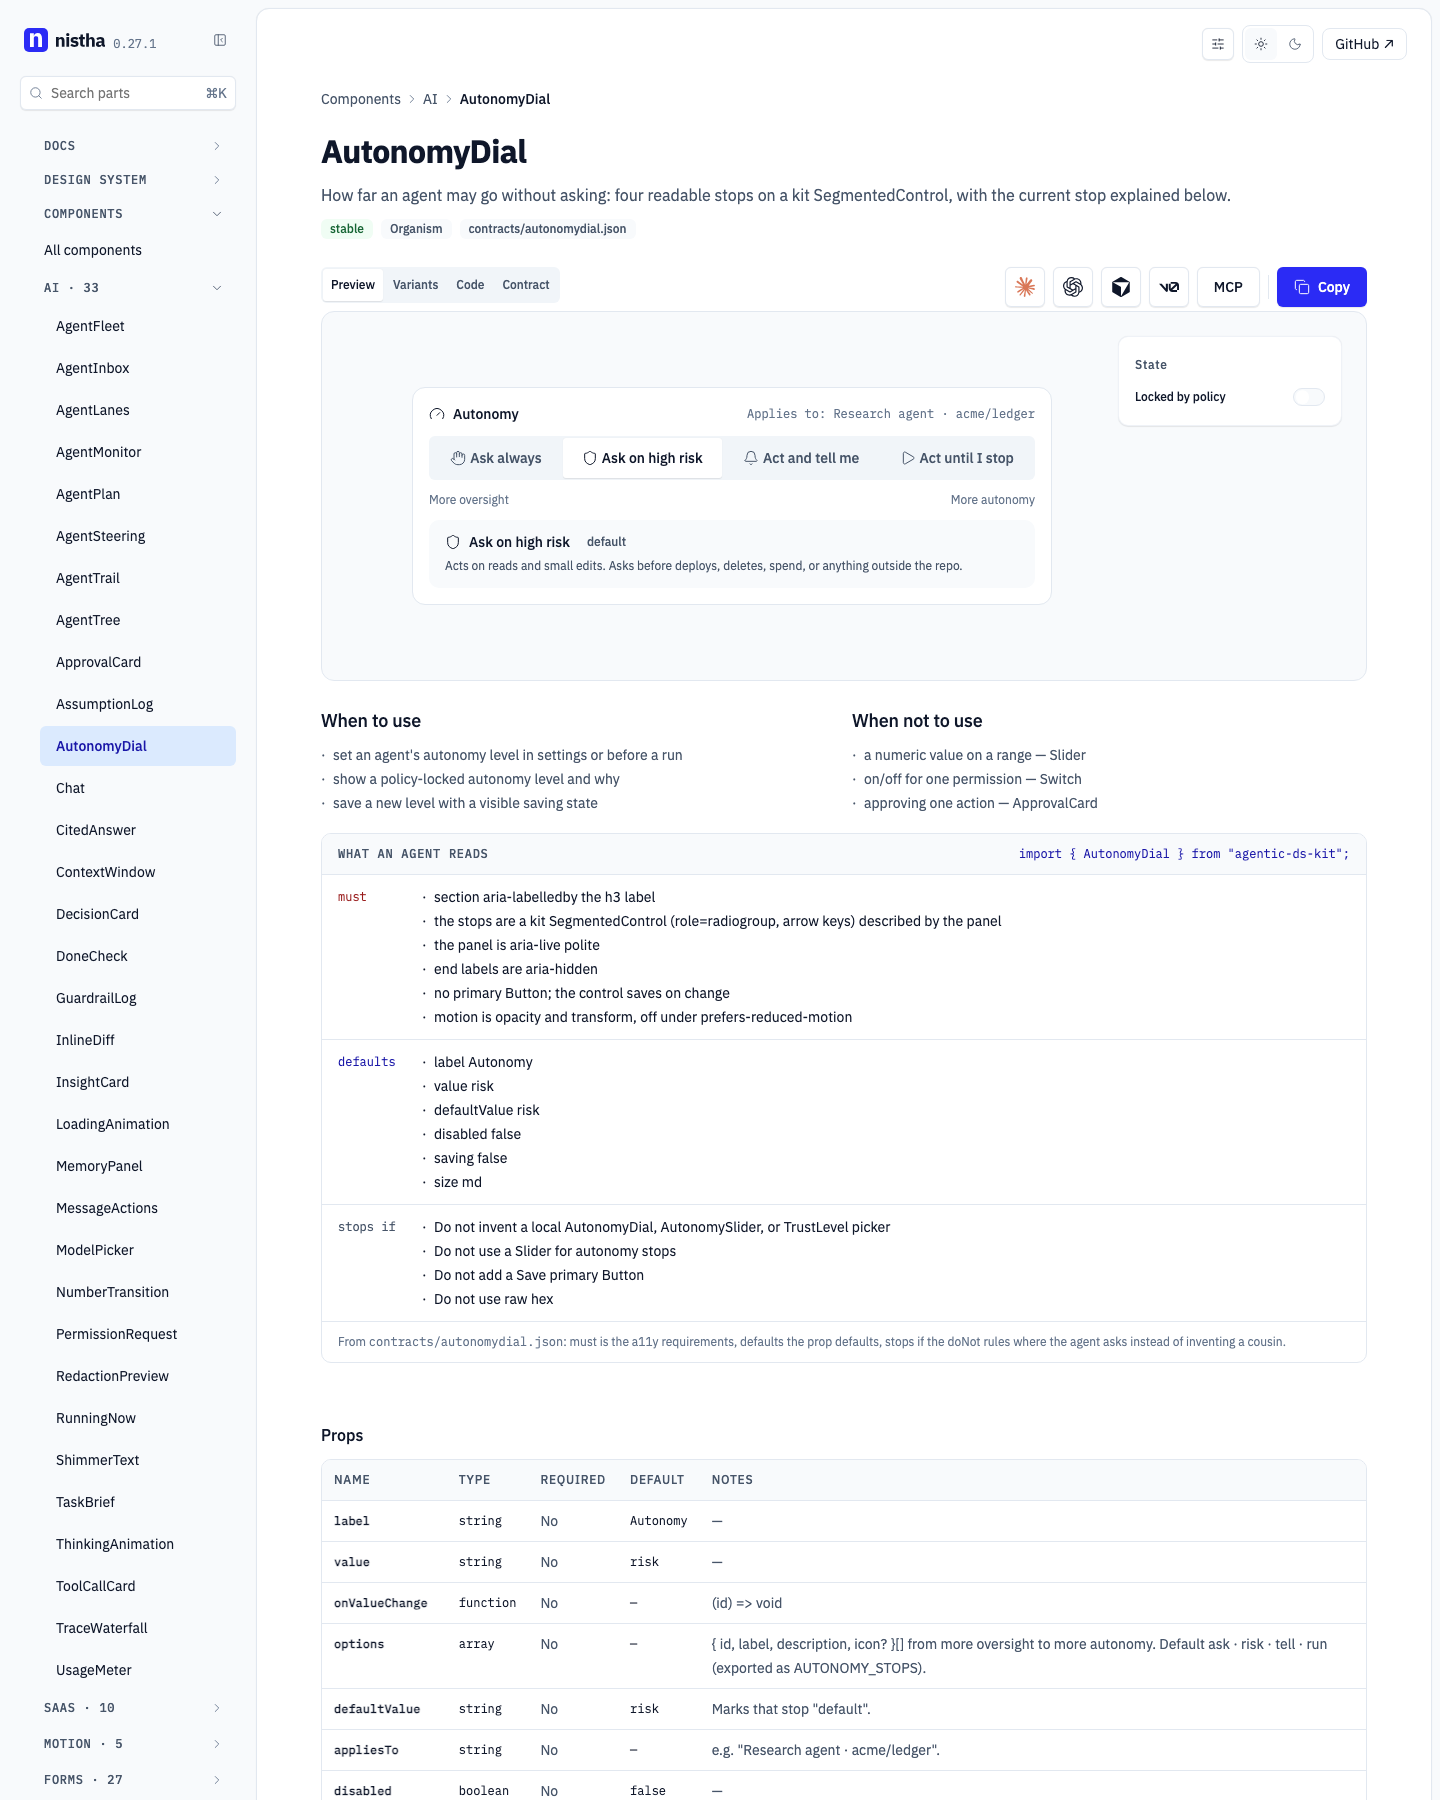 nistha 0.27.1
Search parts ⌘K
DOCS
DESIGN SYSTEM
COMPONENTS
All components
AI · 33
AgentFleet
AgentInbox
AgentLanes
AgentMonitor
AgentPlan
AgentSteering
AgentTrail
AgentTree
ApprovalCard
AssumptionLog
AutonomyDial
Chat
CitedAnswer
ContextWindow
DecisionCard
DoneCheck
GuardrailLog
InlineDiff
InsightCard
LoadingAnimation
MemoryPanel
MessageActions
ModelPicker
NumberTransition
PermissionRequest
RedactionPreview
RunningNow
ShimmerText
TaskBrief
ThinkingAnimation
ToolCallCard
TraceWaterfall
UsageMeter
SAAS · 10
MOTION · 5
FORMS · 27
GitHub ↗
Components > AI > AutonomyDial
AutonomyDial
How far an agent may go without asking: four readable stops on a kit SegmentedControl, with the current stop explained below.
stable Organism contracts/autonomydial.json
Preview Variants Code Contract
v0 MCP Copy
State
Locked by policy
Autonomy Applies to: Research agent · acme/ledger
Ask always Ask on high risk Act and tell me Act until I stop
More oversight More autonomy
Ask on high risk default
Acts on reads and small edits. Asks before deploys, deletes, spend, or anything outside the repo.
When to use
· set an agent's autonomy level in settings or before a run
· show a policy-locked autonomy level and why
· save a new level with a visible saving state
When not to use
· a numeric value on a range — Slider
· on/off for one permission — Switch
· approving one action — ApprovalCard
WHAT AN AGENT READS import { AutonomyDial } from "agentic-ds-kit";
must
· section aria-labelledby the h3 label
· the stops are a kit SegmentedControl (role=radiogroup, arrow keys) described by the panel
· the panel is aria-live polite
· end labels are aria-hidden
· no primary Button; the control saves on change
· motion is opacity and transform, off under prefers-reduced-motion
defaults
· label Autonomy
· value risk
· defaultValue risk
· disabled false
· saving false
· size md
stops if
· Do not invent a local AutonomyDial, AutonomySlider, or TrustLevel picker
· Do not use a Slider for autonomy stops
· Do not add a Save primary Button
· Do not use raw hex
From contracts/autonomydial.json: must is the a11y requirements, defaults the prop defaults, stops if the doNot rules where the agent asks instead of inventing a cousin.
Props
NAME TYPE REQUIRED DEFAULT NOTES
label string No Autonomy —
value string No risk —
onValueChange function No — (id) => void
options array No — { id, label, description, icon? }[] from more oversight to more autonomy. Default ask · risk · tell · run
(exported as AUTONOMY_STOPS).
defaultValue string No risk Marks that stop "default".
appliesTo string No — e.g. "Research agent · acme/ledger".
disabled boolean No false —